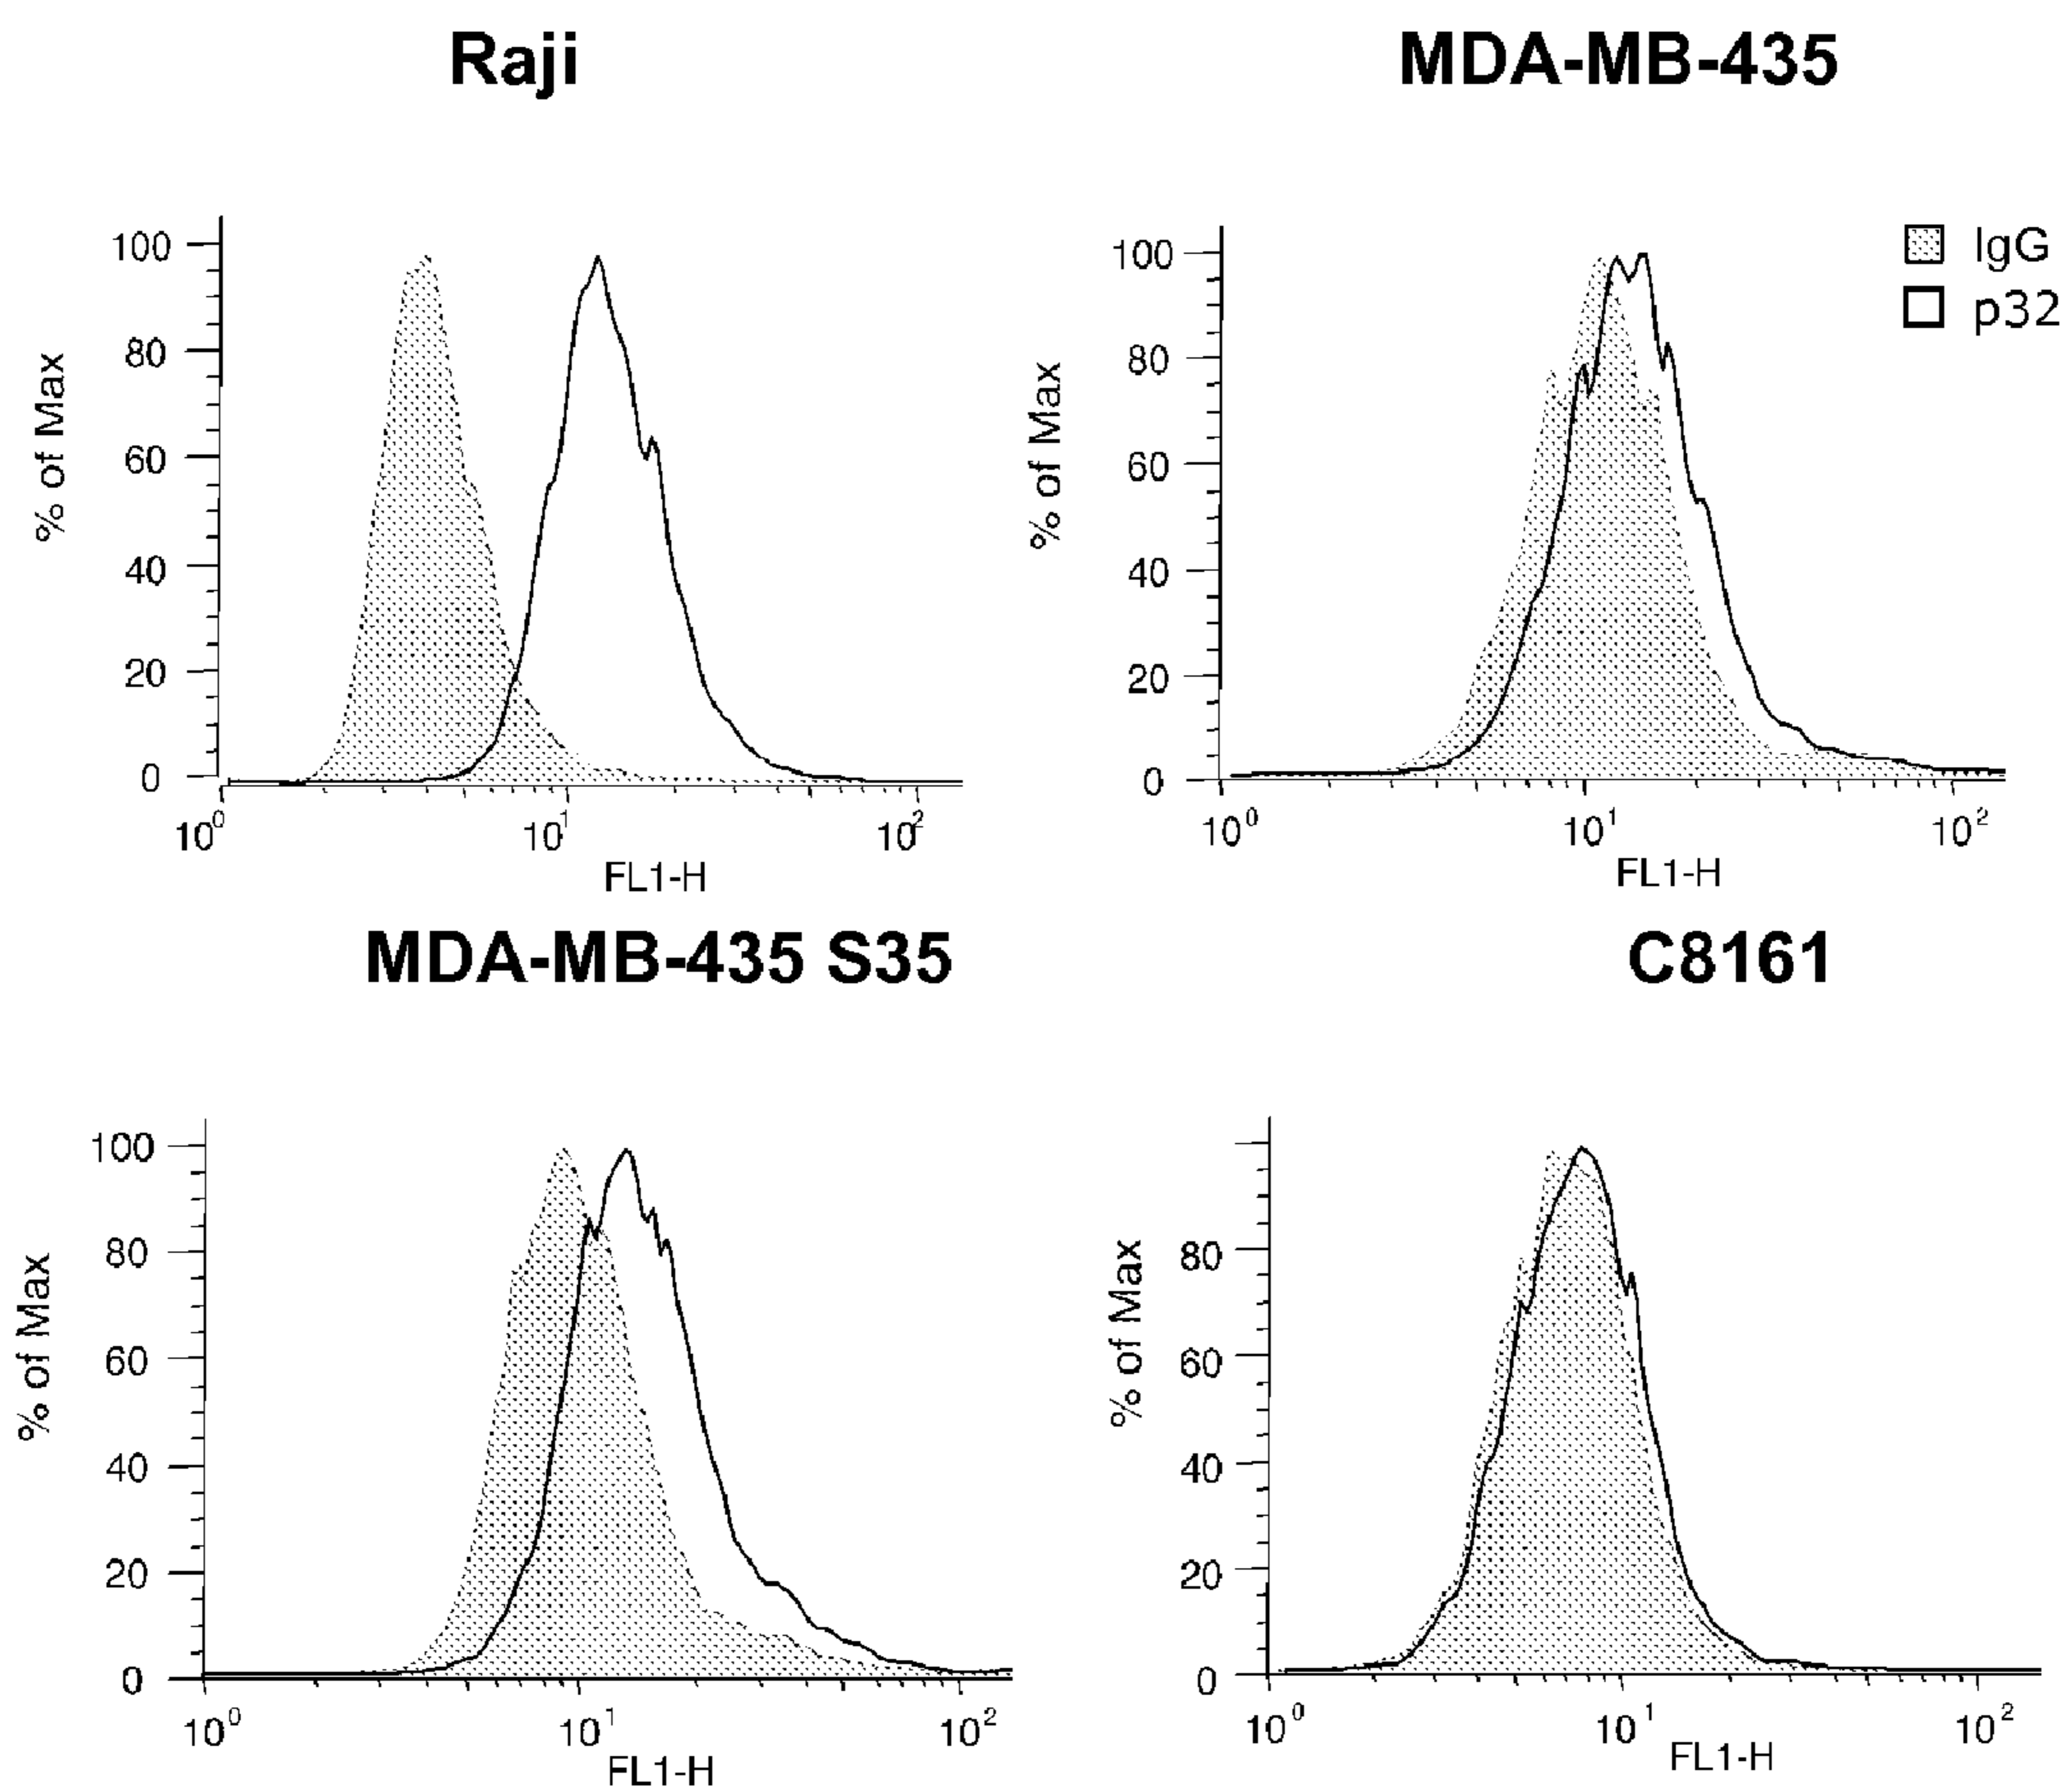 Raji
MDA-MB-435
100
80
60
40
20
0
% of Max
10⁰
10¹
10²
FL1-H
100
80
60
40
20
0
% of Max
10⁰
10¹
10²
FL1-H
IgG
p32
MDA-MB-435 S35
C8161
100
80
60
40
20
0
% of Max
10⁰
10¹
10²
FL1-H
80
60
40
20
0
% of Max
10⁰
10¹
10²
FL1-H